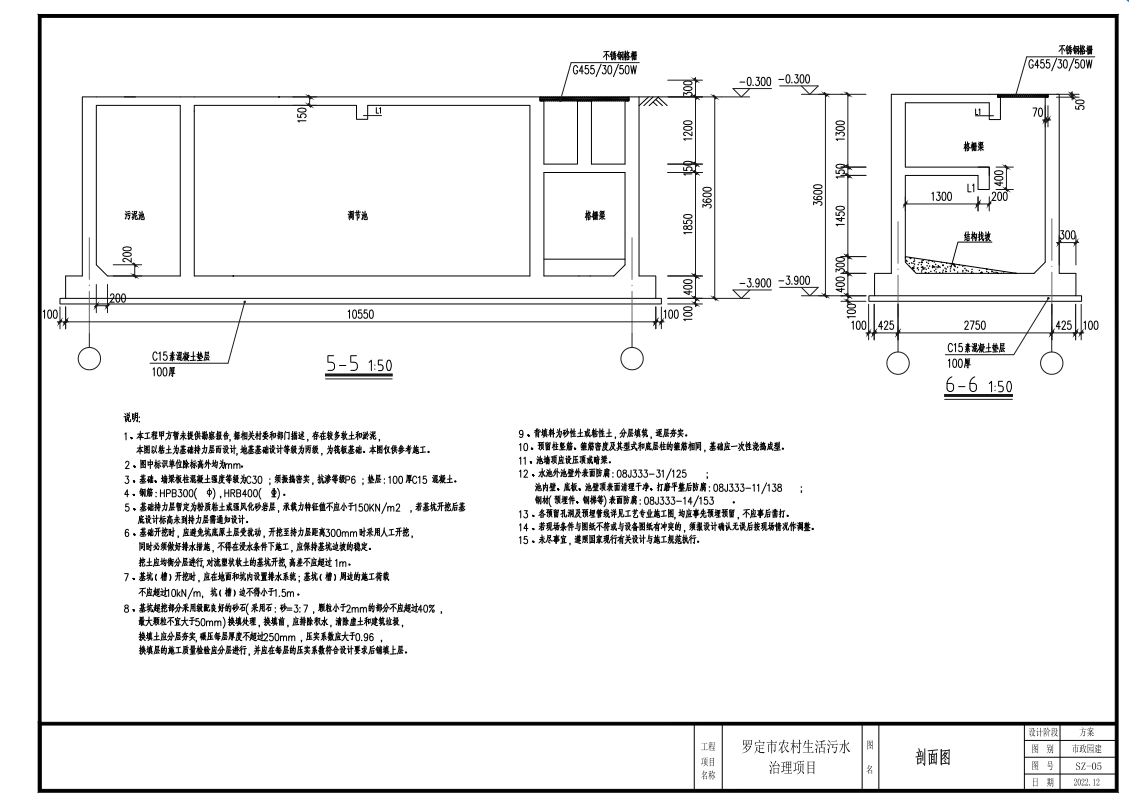 不锈钢格栅
G455/30/50W
-0.300
-0.300
300
150
L1
1200
150
1850
400
100
3600
污泥池
调节池
格栅渠
200
200
-3.900
-3.900
100
10550
100
C15素混凝土垫层
100厚
5-5 1:50
不锈钢格栅
G455/30/50W
50
70
L1
格栅渠
1300
150
1450
300
400
100
3600
400
L1
1300
200
结构找坡
300
100
425
2750
425
100
C15素混凝土垫层
100厚
6-6 1:50
说明:
1、本工程甲方暂未提供勘察报告,据相关村委和部门描述,存在较多软土和淤泥,
本图以粘土为基础持力层而设计,地基基础设计等级为丙级,为筏板基础。本图仅供参考施工。
2、图中标识单位除标高外均为mm。
3、基础、墙梁板柱混凝土强度等级为C30;须振捣密实,抗渗等级P6;垫层:100厚C15混凝土。
4、钢筋:HPB300(Φ),HRB400( )。
5、基础持力层暂定为粉质粘土或强风化砂岩层,承载力特征值不应小于150KN/m2,若基坑开挖后基
底设计标高未到持力层需通知设计。
6、基础开挖时,应避免坑底原土层受扰动,开挖至持力层距离300mm时采用人工开挖,
同时必须做好排水措施,不得在浸水条件下施工,应保持基坑边坡的稳定。
挖土应均衡分层进行,对流塑状软土的基坑开挖,高差不应超过1m。
7、基坑(槽)开挖时,应在地面和坑内设置排水系统;基坑(槽)周边的施工荷载
不应超过10kN/m,坑(槽)边不得小于1.5m。
8、基坑超挖部分采用级配良好的砂石(采用石:砂=3:7,颗粒小于2mm的部分不应超过40%,
最大颗粒不宜大于50mm)换填处理,换填前,应排除积水,清除虚土和建筑垃圾,
换填土应分层夯实,碾压每层厚度不超过250mm,压实系数应大于0.96,
换填层的施工质量检验应分层进行,并应在每层的压实系数符合设计要求后铺填上层。
9、背填料为砂性土或粘性土,分层填筑,逐层夯实。
10、预留柱竖筋。箍筋密度及其型式和底层柱的箍筋相同,基础应一次性浇捣成型。
11、池墙项应设压顶或暗梁。
12、水池外池壁外表面防腐:08J333-31/125;
池内壁、底板、池壁顶表面清理干净、打磨平整后防腐:08J333-11/138;
钢材(预埋件、钢梯等)表面防腐:08J333-14/153。
13、各预留孔洞及预埋管线详见工艺专业施工图,均应事先预埋预留,不应事后凿打。
14、若现场条件与图纸不符或与设备图纸有冲突的,须报设计确认无误后按现场情况作调整。
15、未尽事宜,遵照国家现行有关设计与施工规范执行。
工程
项目
名称
罗定市农村生活污水
治理项目
图
名
剖面图
设计阶段 方案
图 别 市政园建
图 号 SZ-05
日 期 2022.12